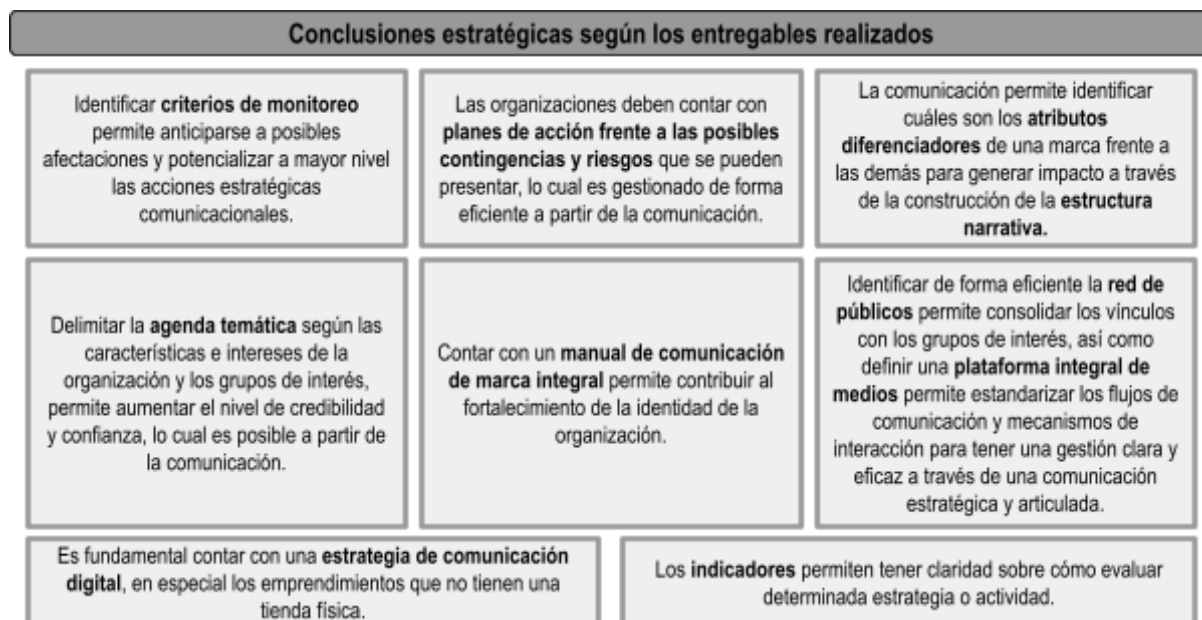 Conclusiones estratégicas según los entregables realizados
Identificar criterios de monitoreo
permite anticiparse a posibles
afectaciones y potencializar a mayor nivel
las acciones estratégicas
comunicacionales.
Las organizaciones deben contar con
planes de acción frente a las posibles
contingencias y riesgos que se pueden
presentar, lo cual es gestionado de forma
eficiente a partir de la comunicación.
La comunicación permite identificar
cuáles son los atributos
diferenciadores de una marca frente a
las demás para generar impacto a través
de la construcción de la estructura
narrativa.
Delimitar la agenda temática según las
características e intereses de la
organización y los grupos de interés,
permite aumentar el nivel de credibilidad
y confianza, lo cual es posible a partir de
la comunicación.
Contar con un manual de comunicación
de marca integral permite contribuir al
fortalecimiento de la identidad de la
organización.
Identificar de forma eficiente la red de
públicos permite consolidar los vínculos
con los grupos de interés, así como
definir una plataforma integral de
medios permite estandarizar los flujos de
comunicación y mecanismos de
interacción para tener una gestión clara y
eficaz a través de una comunicación
estratégica y articulada.
Es fundamental contar con una estrategia de comunicación
digital, en especial los emprendimientos que no tienen una
tienda física.
Los indicadores permiten tener claridad sobre cómo evaluar
determinada estrategia o actividad.